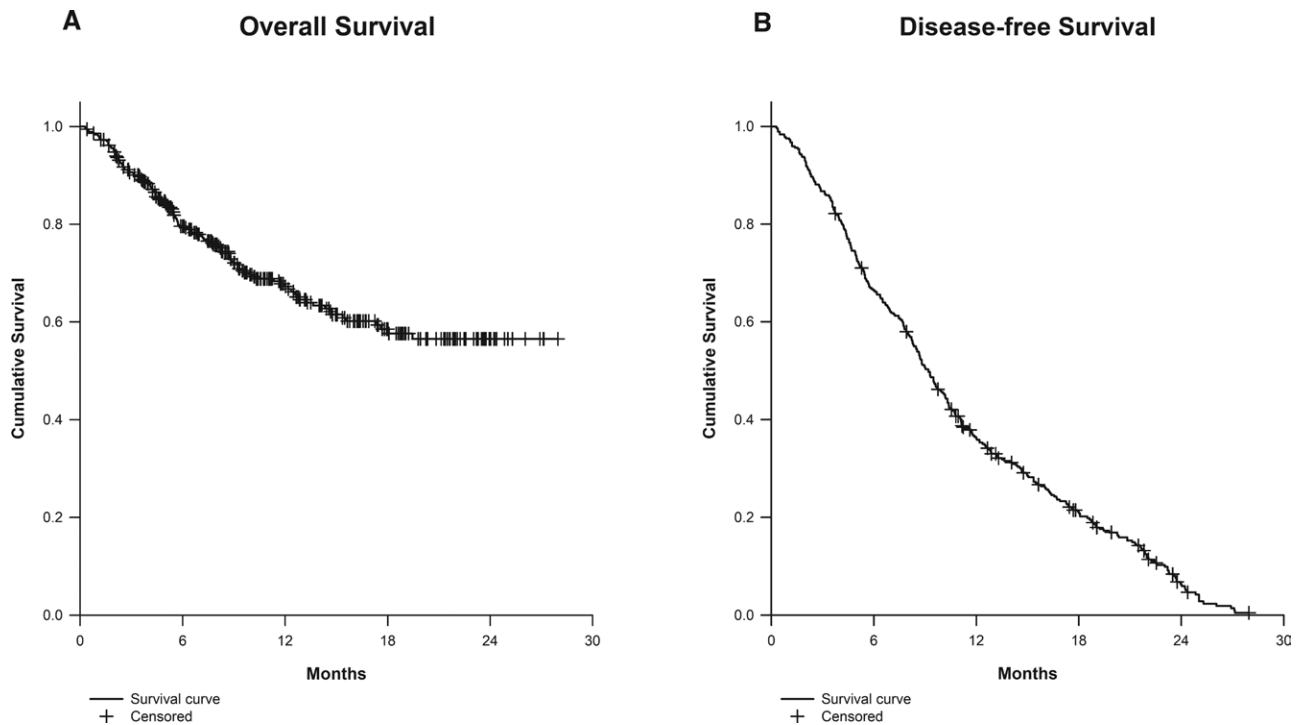 A Overall Survival
Cumulative Survival
1.0
0.8
0.6
0.4
0.2
0.0
0 6 12 18 24 30
Months
Survival curve
Censored
B Disease-free Survival
Cumulative Survival
1.0
0.8
0.6
0.4
0.2
0.0
0 6 12 18 24 30
Months
Survival curve
Censored